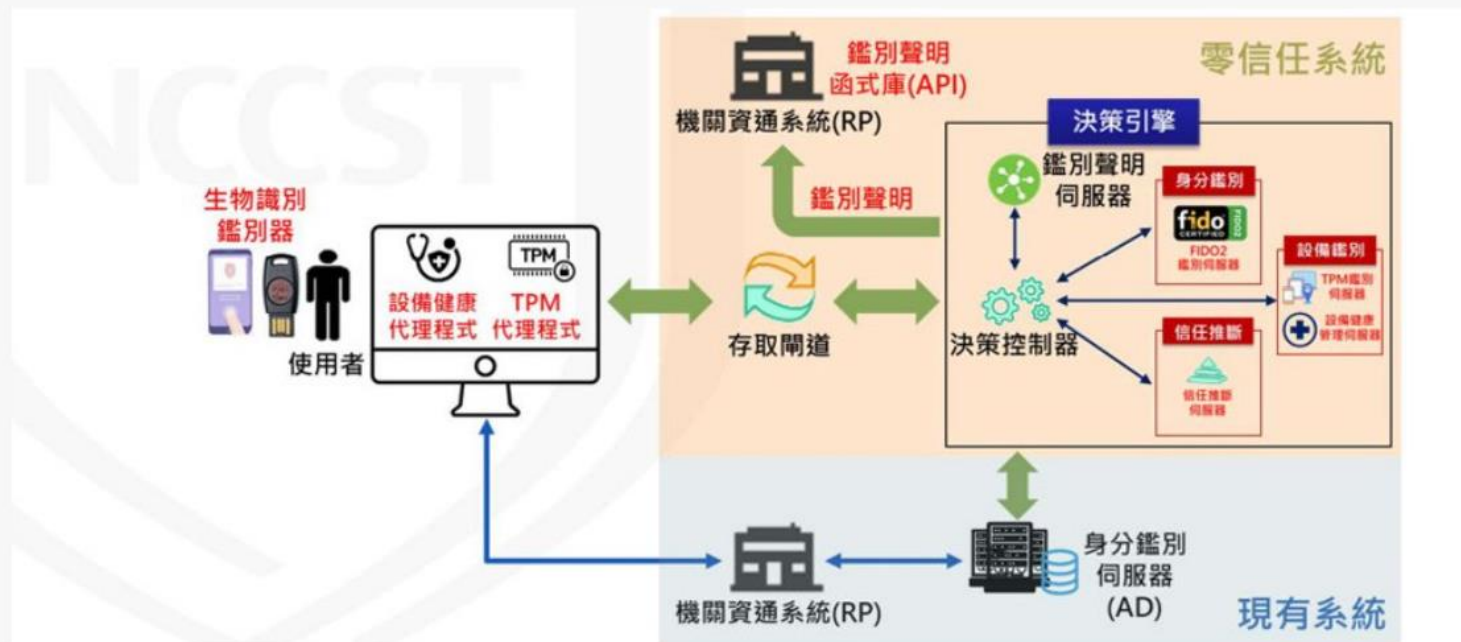 NCCST
零信任系統
鑑別聲明
函式庫(API)
機關資通系統(RP)
決策引擎
鑑別聲明
伺服器
身分鑑別
fido
CERTIFIED
FIDO2
FIDO2
鑑別伺服器
設備鑑別
TPM鑑別
伺服器
設備健康
管理伺服器
生物識別
鑑別器
使用者
TPM
設備健康
代理程式
TPM
代理程式
鑑別聲明
存取閘道
決策控制器
信任推斷
信任推斷
伺服器
機關資通系統(RP)
身分鑑別
伺服器
(AD)
現有系統